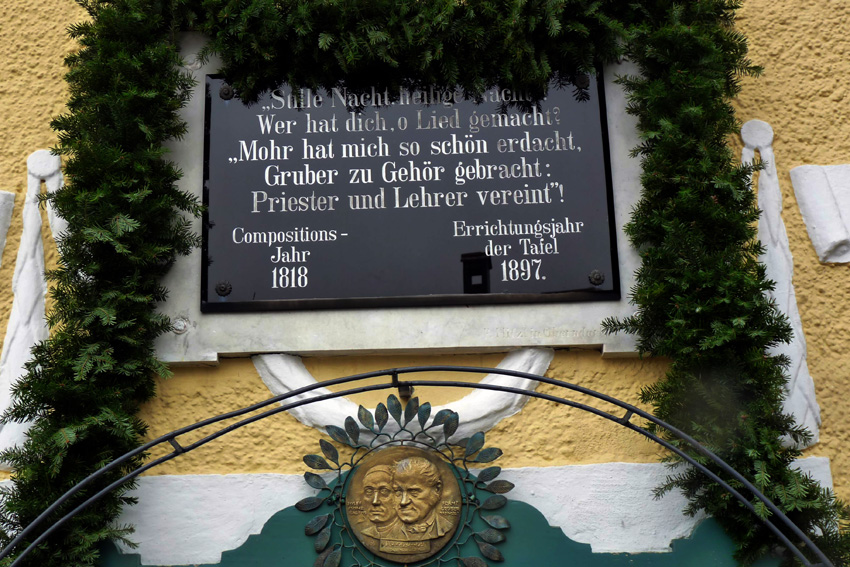 „Stille Nacht, heilige Nacht“
Wer hat dich, o Lied gemacht?
„Mohr hat mich so schön erdacht,
Gruber zu Gehör gebracht:
Priester und Lehrer vereint”!
Compositions-
Jahr
1818
Errichtungsjahr
der Tafel
1897.